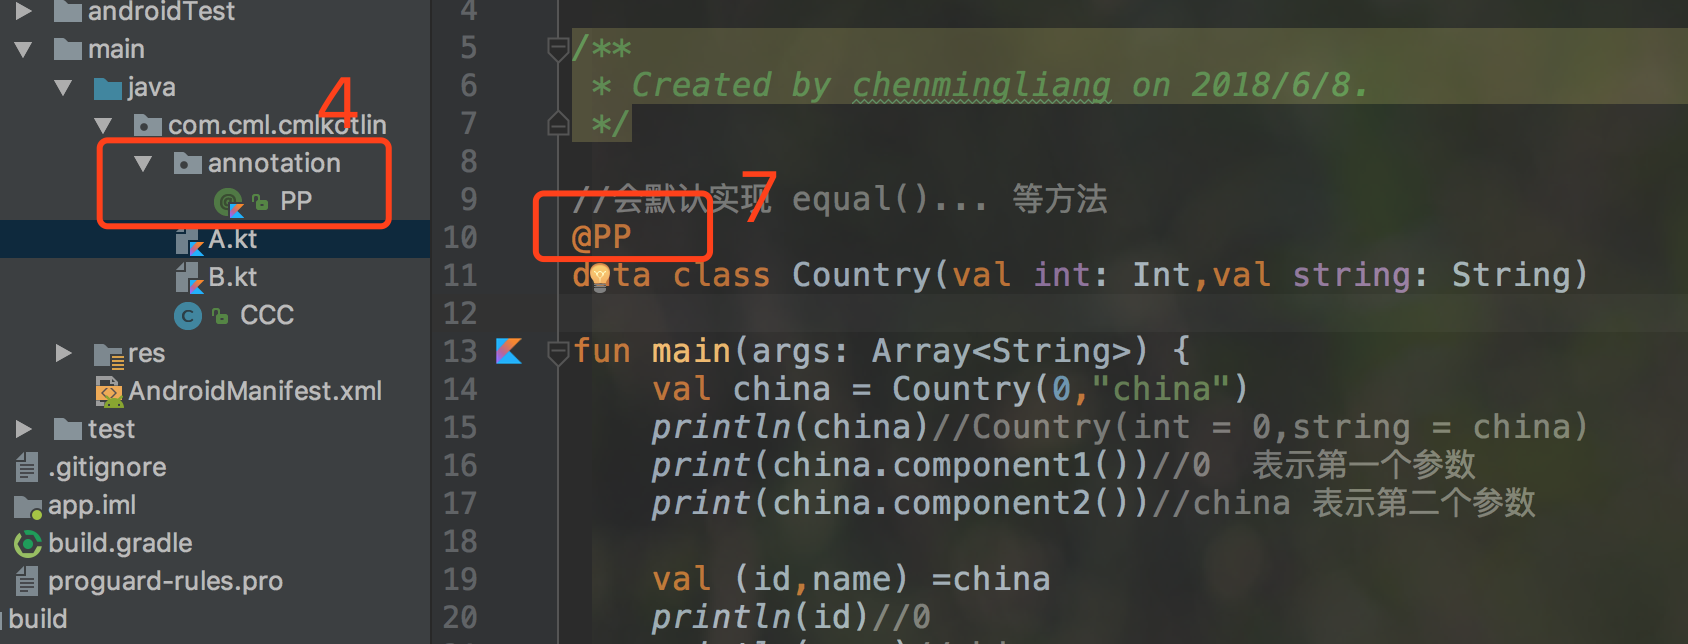 androidTest
main
java
4
com.cml.cmlkotlin
annotation
PP
A.kt
B.kt
CCC
res
AndroidManifest.xml
test
.gitignore
app.iml
build.gradle
proguard-rules.pro
build
4
5 /**
6 * Created by chenmingliang on 2018/6/8.
7 */
8
9 //会默认实现 equal()... 等方法
7
10 @PP
11 data class Country(val int: Int,val string: String)
12
13 fun main(args: Array<String>) {
14 val china = Country(0,"china")
15 println(china)//Country(int = 0,string = china)
16 print(china.component1())//0 表示第一个参数
17 print(china.component2())//china 表示第二个参数
18
19 val (id,name) =china
20 println(id)//0